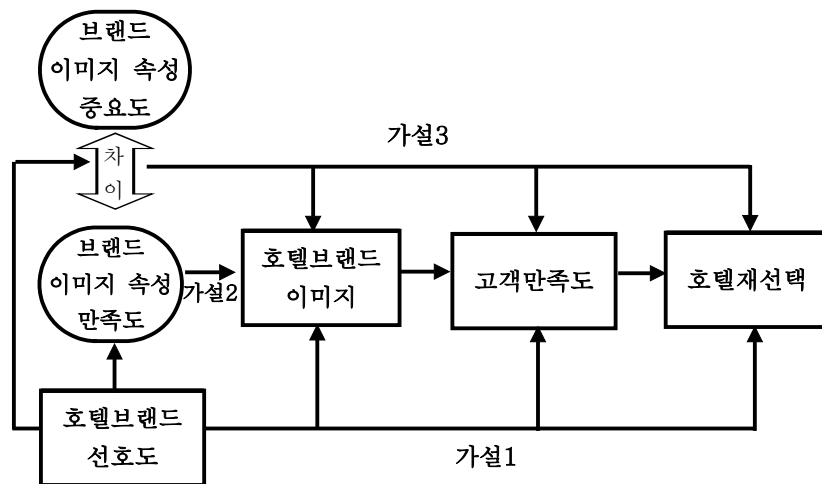 브랜드
이미지 속성
중요도
가설3
차
이
브랜드
이미지 속성
만족도
가설2
호텔브랜드
이미지
고객만족도
호텔재선택
호텔브랜드
선호도
가설1